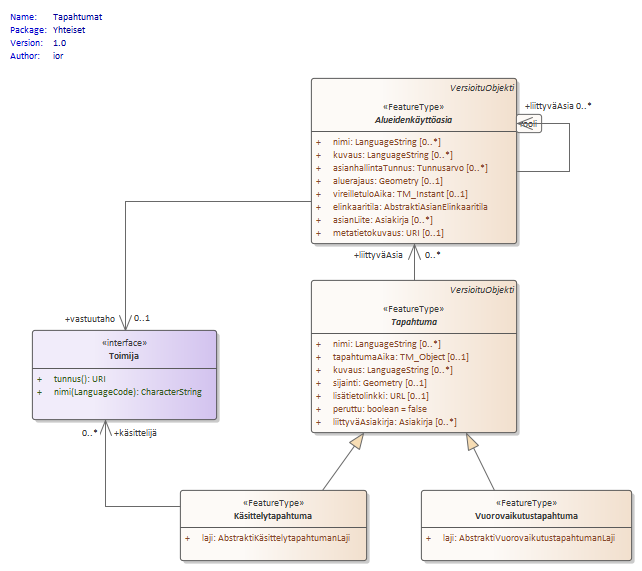 Name: Tapahtumat
Package: Yhteiset
Version: 1.0
Author: ior
VersioituObjekti
«FeatureType»
Alueidenkäyttöasia
+ nimi: LanguageString [0..*]
+ kuvaus: LanguageString [0..*]
+ asianhallintaTunnus: Tunnusarvo [0..*]
+ aluerajaus: Geometry [0..1]
+ vireilletuloAika: TM_Instant [0..1]
+ elinkaaritila: AbstraktiAsianElinkaaritila
+ asianLiite: Asiakirja [0..*]
+ metatietokuvaus: URI [0..1]
+liittyväAsia 0..*
rooli
+liittyväAsia 0..*
+vastuutaho 0..1
VersioituObjekti
«FeatureType»
Tapahtuma
+ nimi: LanguageString [0..*]
+ tapahtumaAika: TM_Object [0..1]
+ kuvaus: LanguageString [0..*]
+ sijainti: Geometry [0..1]
+ lisätietolinkki: URL [0..1]
+ peruttu: boolean = false
+ liittyväAsiakirja: Asiakirja [0..*]
«interface»
Toimija
+ tunnus(): URI
+ nimi(LanguageCode): CharacterString
0..* +käsittelijä
«FeatureType»
Käsittelytapahtuma
+ laji: AbstraktiKäsittelytapahtumanLaji
«FeatureType»
Vuorovaikutustapahtuma
+ laji: AbstraktiVuorovaikutustapahtumanLaji